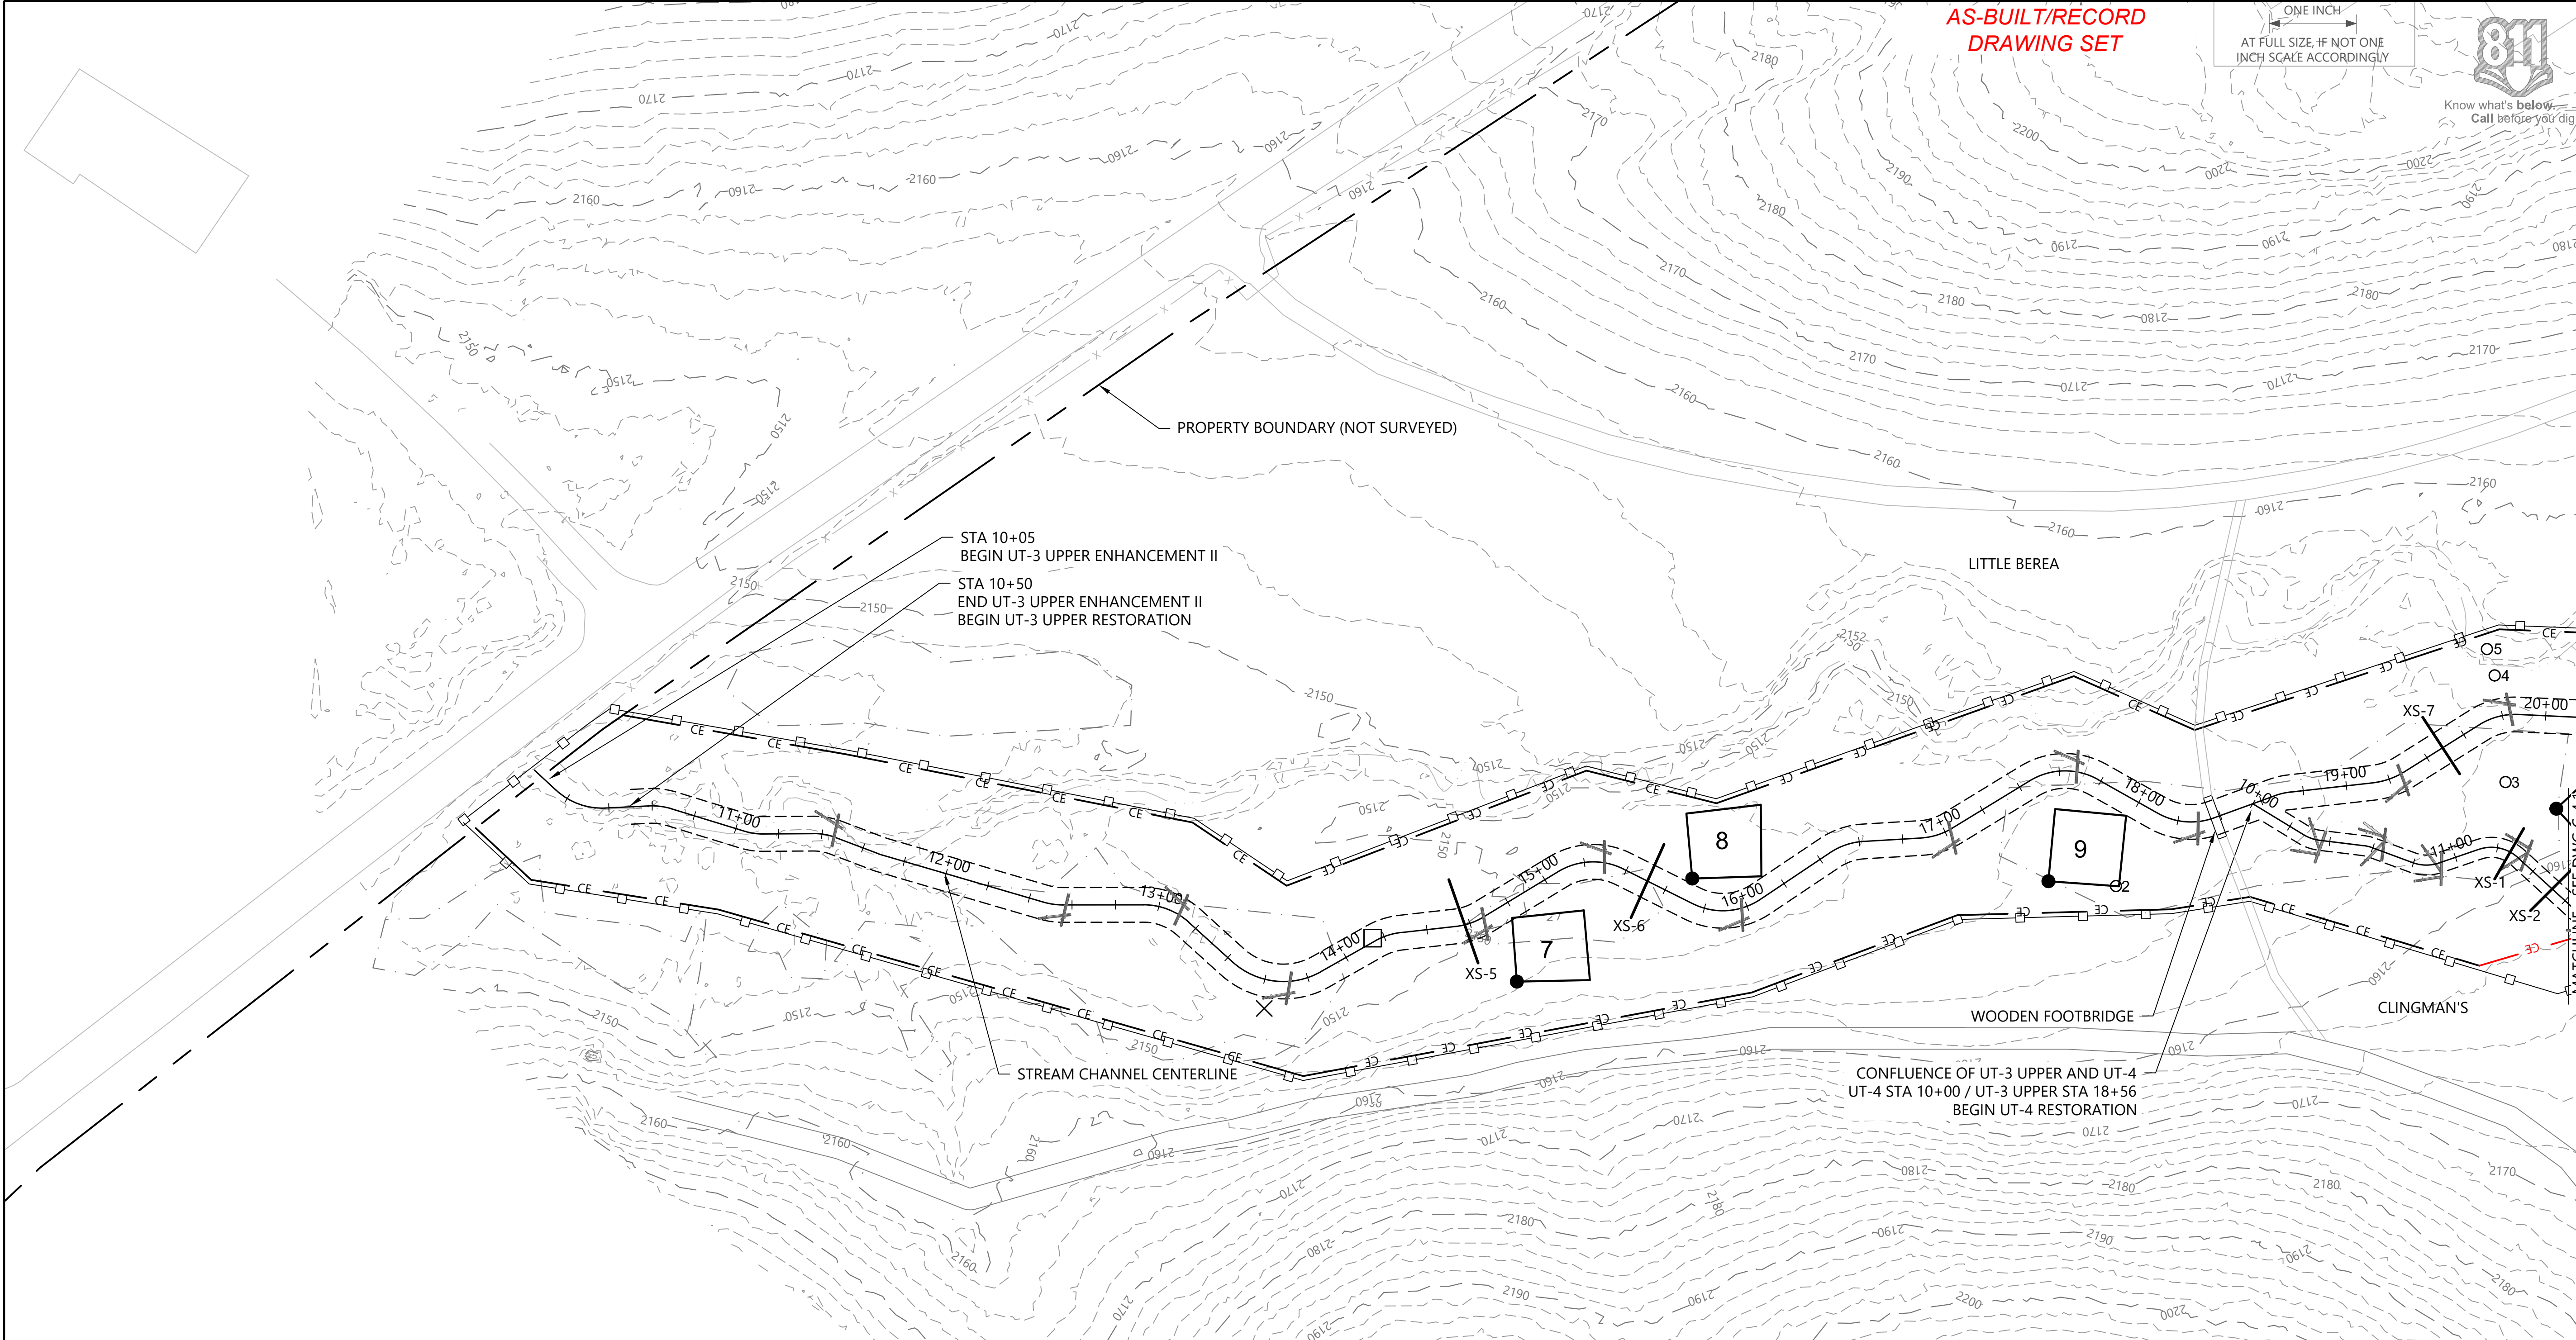 AS-BUILT/RECORD
DRAWING SET
ONE INCH
AT FULL SIZE, IF NOT ONE
INCH SCALE ACCORDINGLY
811
Know what's below.
Call before you dig
PROPERTY BOUNDARY (NOT SURVEYED)
STA 10+05
BEGIN UT-3 UPPER ENHANCEMENT II
STA 10+50
END UT-3 UPPER ENHANCEMENT II
BEGIN UT-3 UPPER RESTORATION
LITTLE BEREA
O5
O4
XS-7
20+00
O3
11+00
12+00
13+00
14+00
15+00
16+00
17+00
18+00
10+00
19+00
11+00
7
8
9
O2
XS-5
XS-6
XS-1
XS-2
CE
STREAM CHANNEL CENTERLINE
WOODEN FOOTBRIDGE
CLINGMAN'S
CONFLUENCE OF UT-3 UPPER AND UT-4
UT-4 STA 10+00 / UT-3 UPPER STA 18+56
BEGIN UT-4 RESTORATION
2150
2152
2160
2170
2180
2190
2200